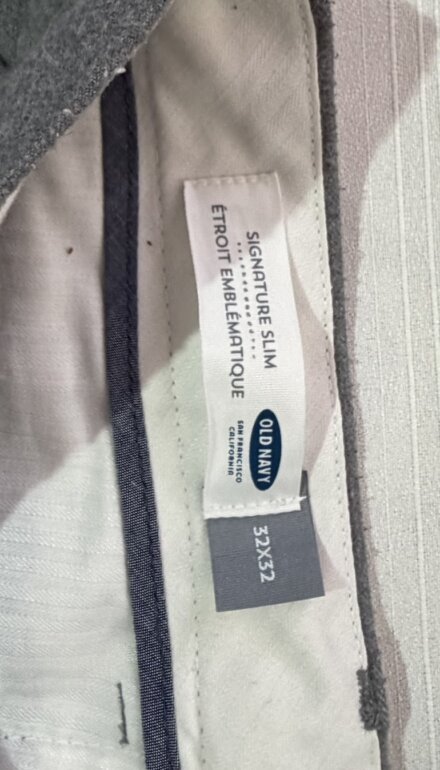 SIGNATURE SLIM
ÉTROIT EMBLÉMATIQUE
OLD NAVY
SAN FRANCISCO
CALIFORNIA
32X32